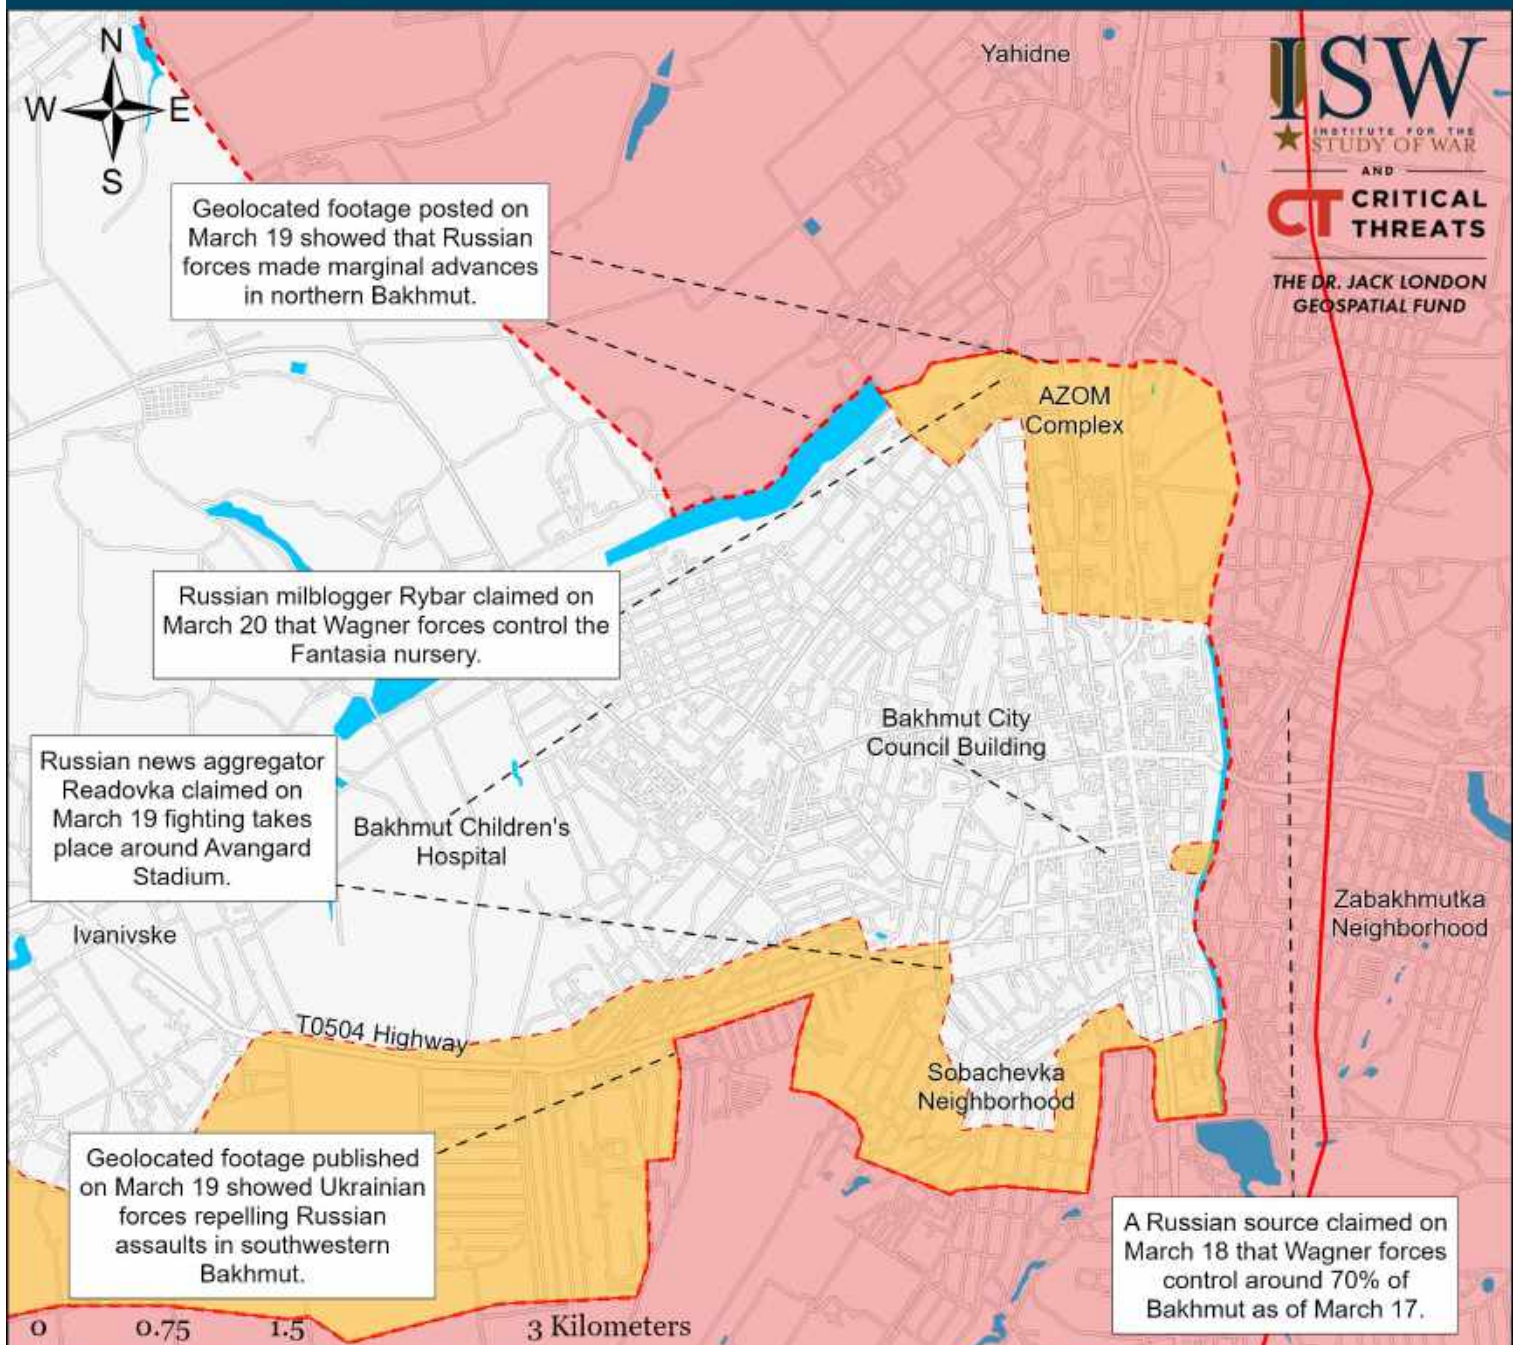 N
W
E
S
Yahidne
ISW
INSTITUTE FOR THE
STUDY OF WAR
AND
CT CRITICAL
THREATS
THE DR. JACK LONDON
GEOSPATIAL FUND
Geolocated footage posted on
March 19 showed that Russian
forces made marginal advances
in northern Bakhmut.
AZOM
Complex
Russian milblogger Rybar claimed on
March 20 that Wagner forces control the
Fantasia nursery.
Bakhmut City
Council Building
Russian news aggregator
Readovka claimed on
March 19 fighting takes
place around Avangard
Stadium.
Bakhmut Children's
Hospital
Zabakhmutka
Neighborhood
Ivanivske
T0504 Highway
Sobachevka
Neighborhood
Geolocated footage published
on March 19 showed Ukrainian
forces repelling Russian
assaults in southwestern
Bakhmut.
A Russian source claimed on
March 18 that Wagner forces
control around 70% of
Bakhmut as of March 17.
0 0.75 1.5 3 Kilometers